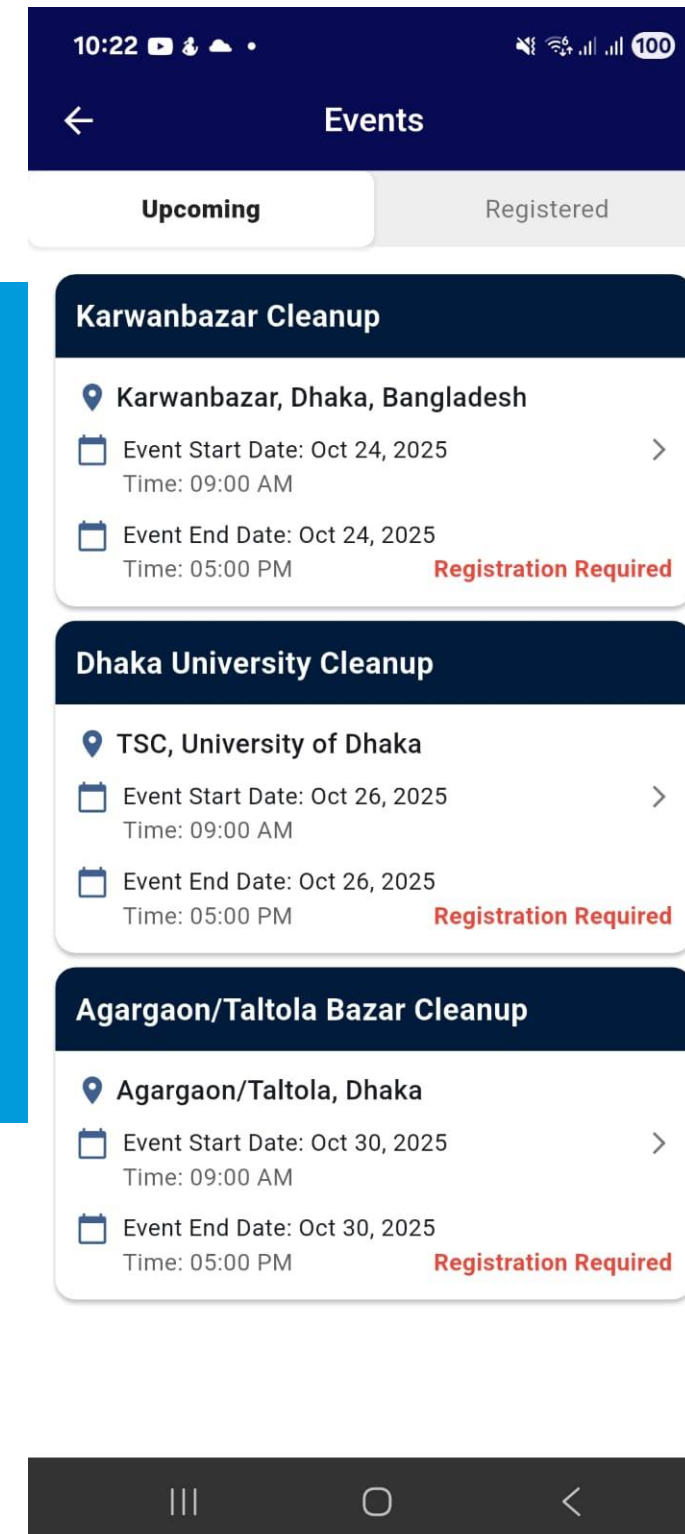 10:22
100
Events
Upcoming Registered
Karwanbazar Cleanup
Karwanbazar, Dhaka, Bangladesh
Event Start Date: Oct 24, 2025
Time: 09:00 AM
Event End Date: Oct 24, 2025
Time: 05:00 PM Registration Required
Dhaka University Cleanup
TSC, University of Dhaka
Event Start Date: Oct 26, 2025
Time: 09:00 AM
Event End Date: Oct 26, 2025
Time: 05:00 PM Registration Required
Agargaon/Taltola Bazar Cleanup
Agargaon/Taltola, Dhaka
Event Start Date: Oct 30, 2025
Time: 09:00 AM
Event End Date: Oct 30, 2025
Time: 05:00 PM Registration Required